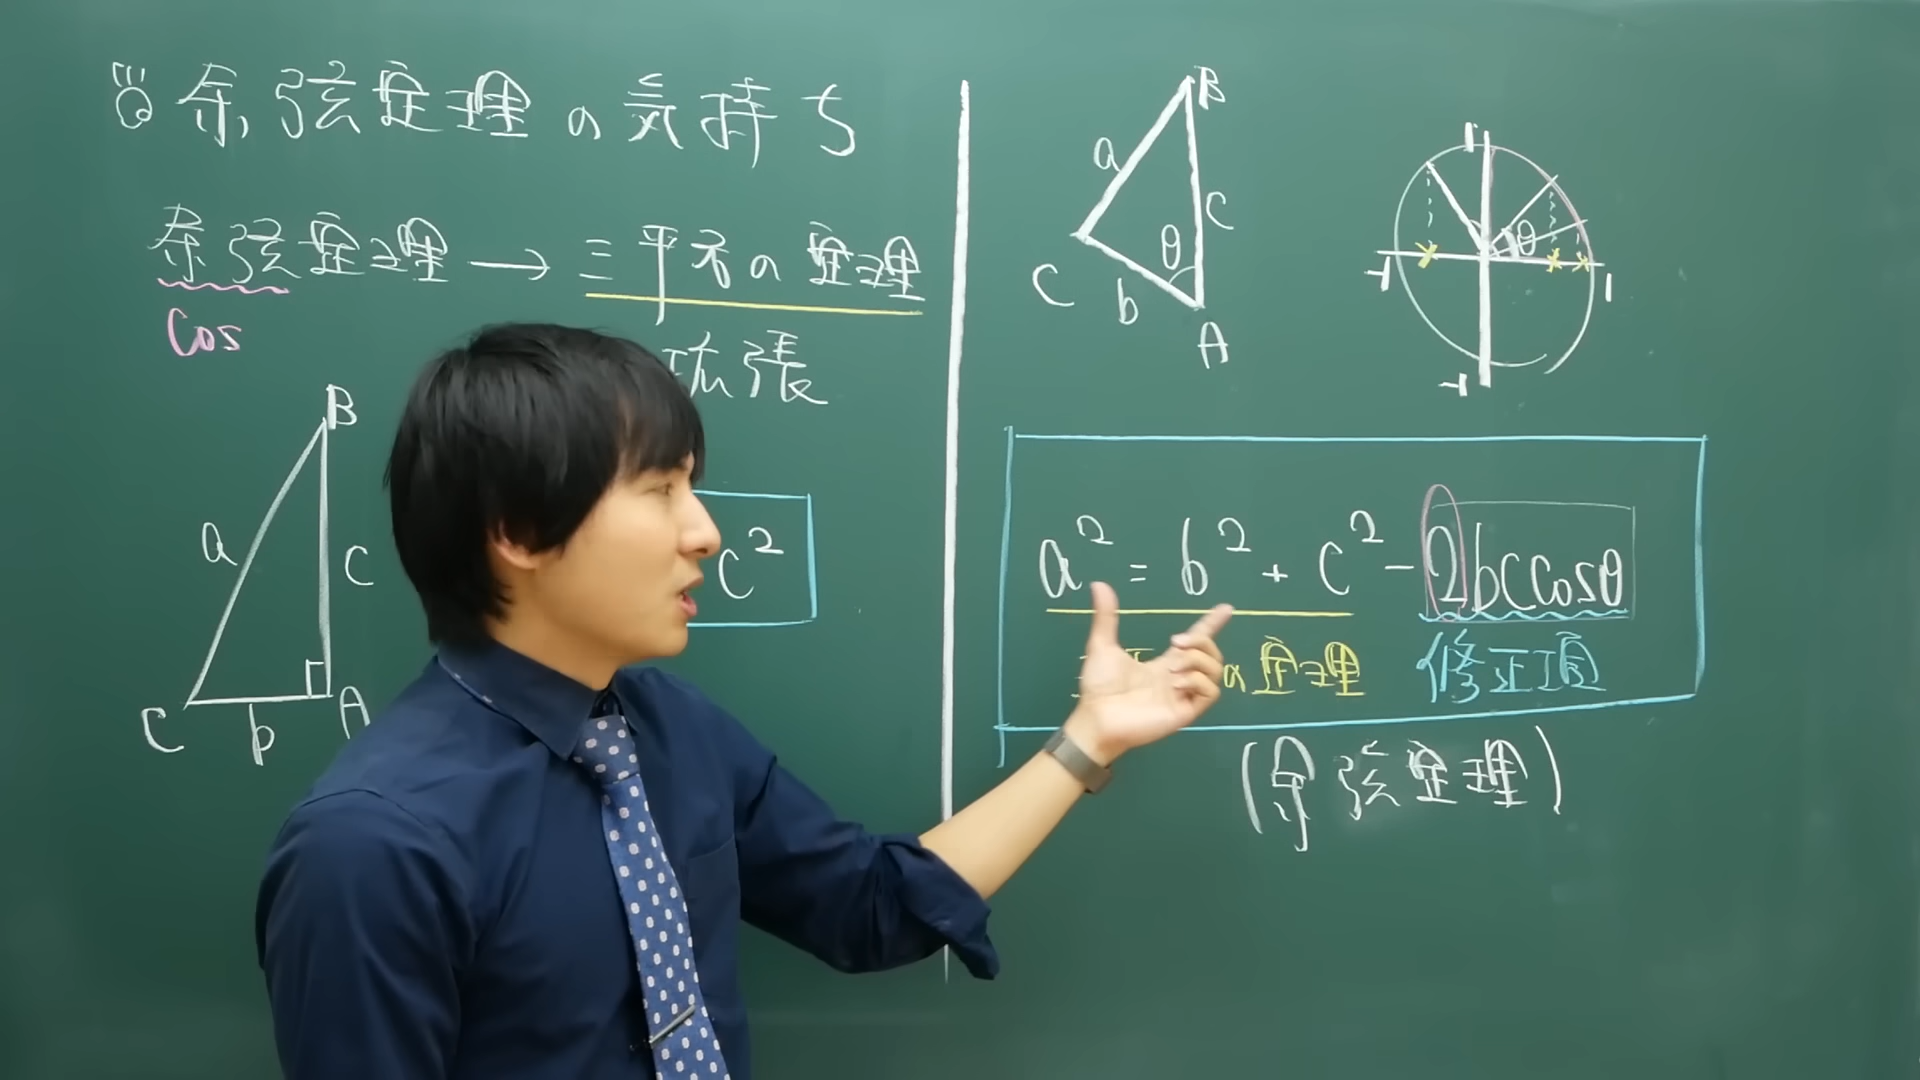 余弦定理の気持ち
余弦定理→三平方の定理
cos
拡張
B
a
c
C
b
A
c²
B
a
c
θ
C
b
A
1
θ
-1
1
-1
a² = b² + c² - 2bccosθ
の定理
修正項
(余弦定理)